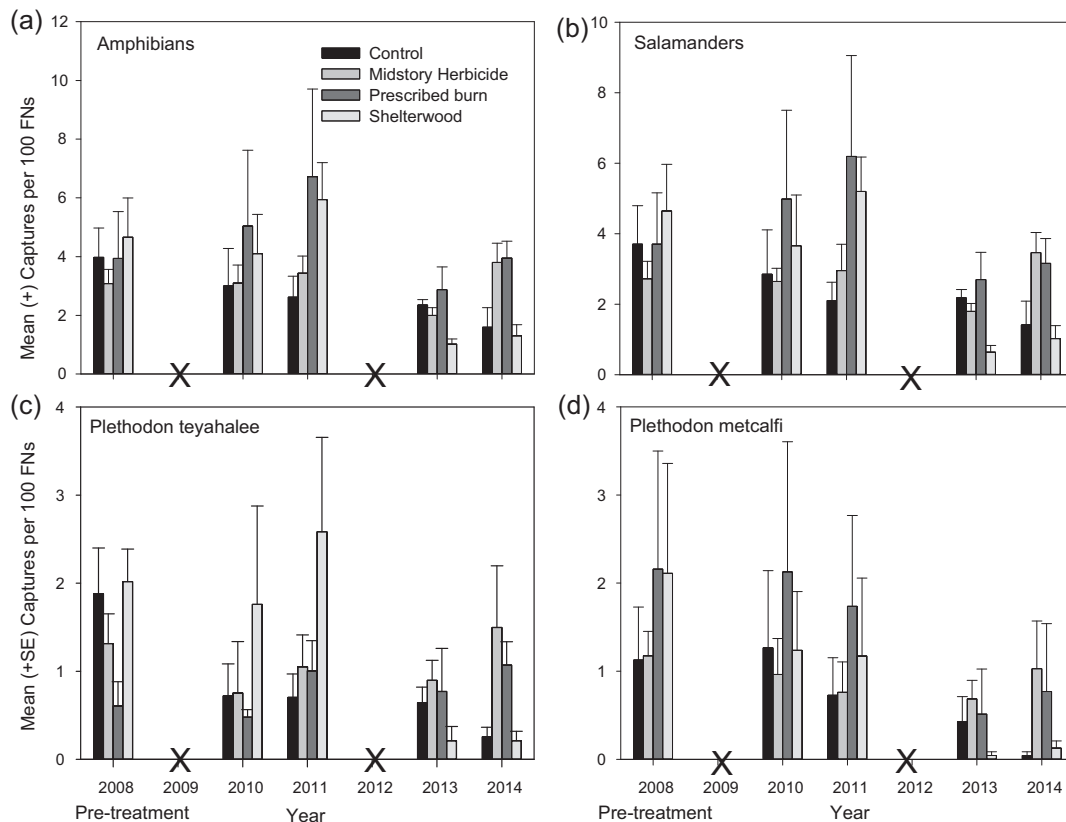 (a)
Amphibians
Control
Midstory Herbicide
Prescribed burn
Shelterwood
Mean (+) Captures per 100 FNs
12
10
8
6
4
2
0
X
X
(b)
Salamanders
10
8
6
4
2
0
X
X
(c)
Plethodon teyahalee
Mean (+SE) Captures per 100 FNs
4
3
2
1
0
X
X
2008 2009 2010 2011 2012 2013 2014
Pre-treatment Year
(d)
Plethodon metcalfi
4
3
2
1
0
X
X
2008 2009 2010 2011 2012 2013 2014
Pre-treatment Year